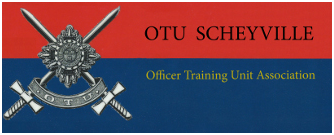 OTU SCHEYVILLE
Officer Training Unit Association
O T U